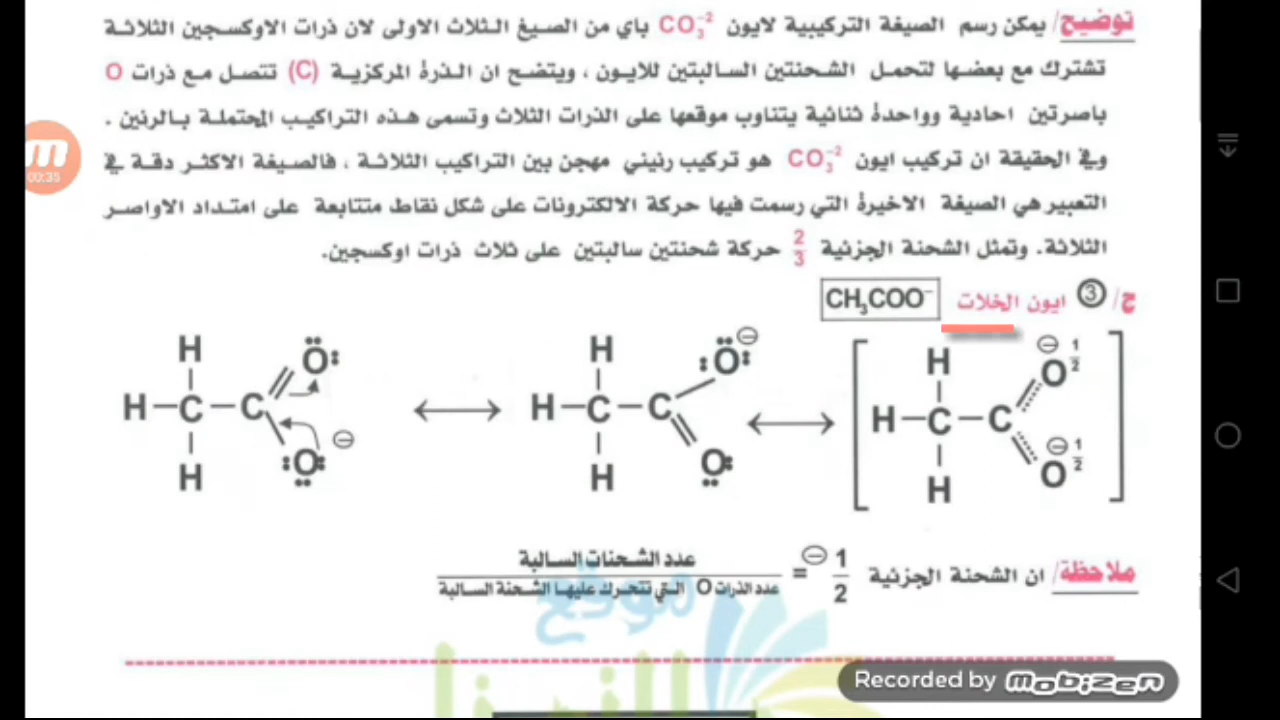 توضيح/ يمكن رسم الصيغة التركيبية لايون CO₃⁻² باي من الصيغ الثلاث الاولى لان ذرات الاوكسجين الثلاثة
تشترك مع بعضها لتحمل الشحنتين السالبتين للايون ، ويتضح ان الذرة المركزية (C) تتصل مع ذرات O
باصرتين احادية وواحدة ثنائية يتناوب موقعها على الذرات الثلاث وتسمى هذه التراكيب المحتملة بالرنين .
وفي الحقيقة ان تركيب ايون CO₃⁻² هو تركيب رنيني مهجن بين التراكيب الثلاثة ، فالصيغة الاكثر دقة في
التعبير هي الصيغة الاخيرة التي رسمت فيها حركة الالكترونات على شكل نقاط متتابعة على امتداد الاواصر
الثلاثة. وتمثل الشحنة الجزئية 2/3 حركة شحنتين سالبتين على ثلاث ذرات اوكسجين.
ج/ ③ ايون الخلات CH₃COO⁻
H O H O⊖ H O⊖ 1/2
H–C–C H–C–C H–C–C
H O⊖ H O H O⊖ 1/2
ملاحظة/ ان الشحنة الجزئية ⊖ 1/2 = عدد الشحنات السالبة
عدد الذرات O التي تتحرك عليها الشحنة السالبة
موقع
00:35
Recorded by mobizen